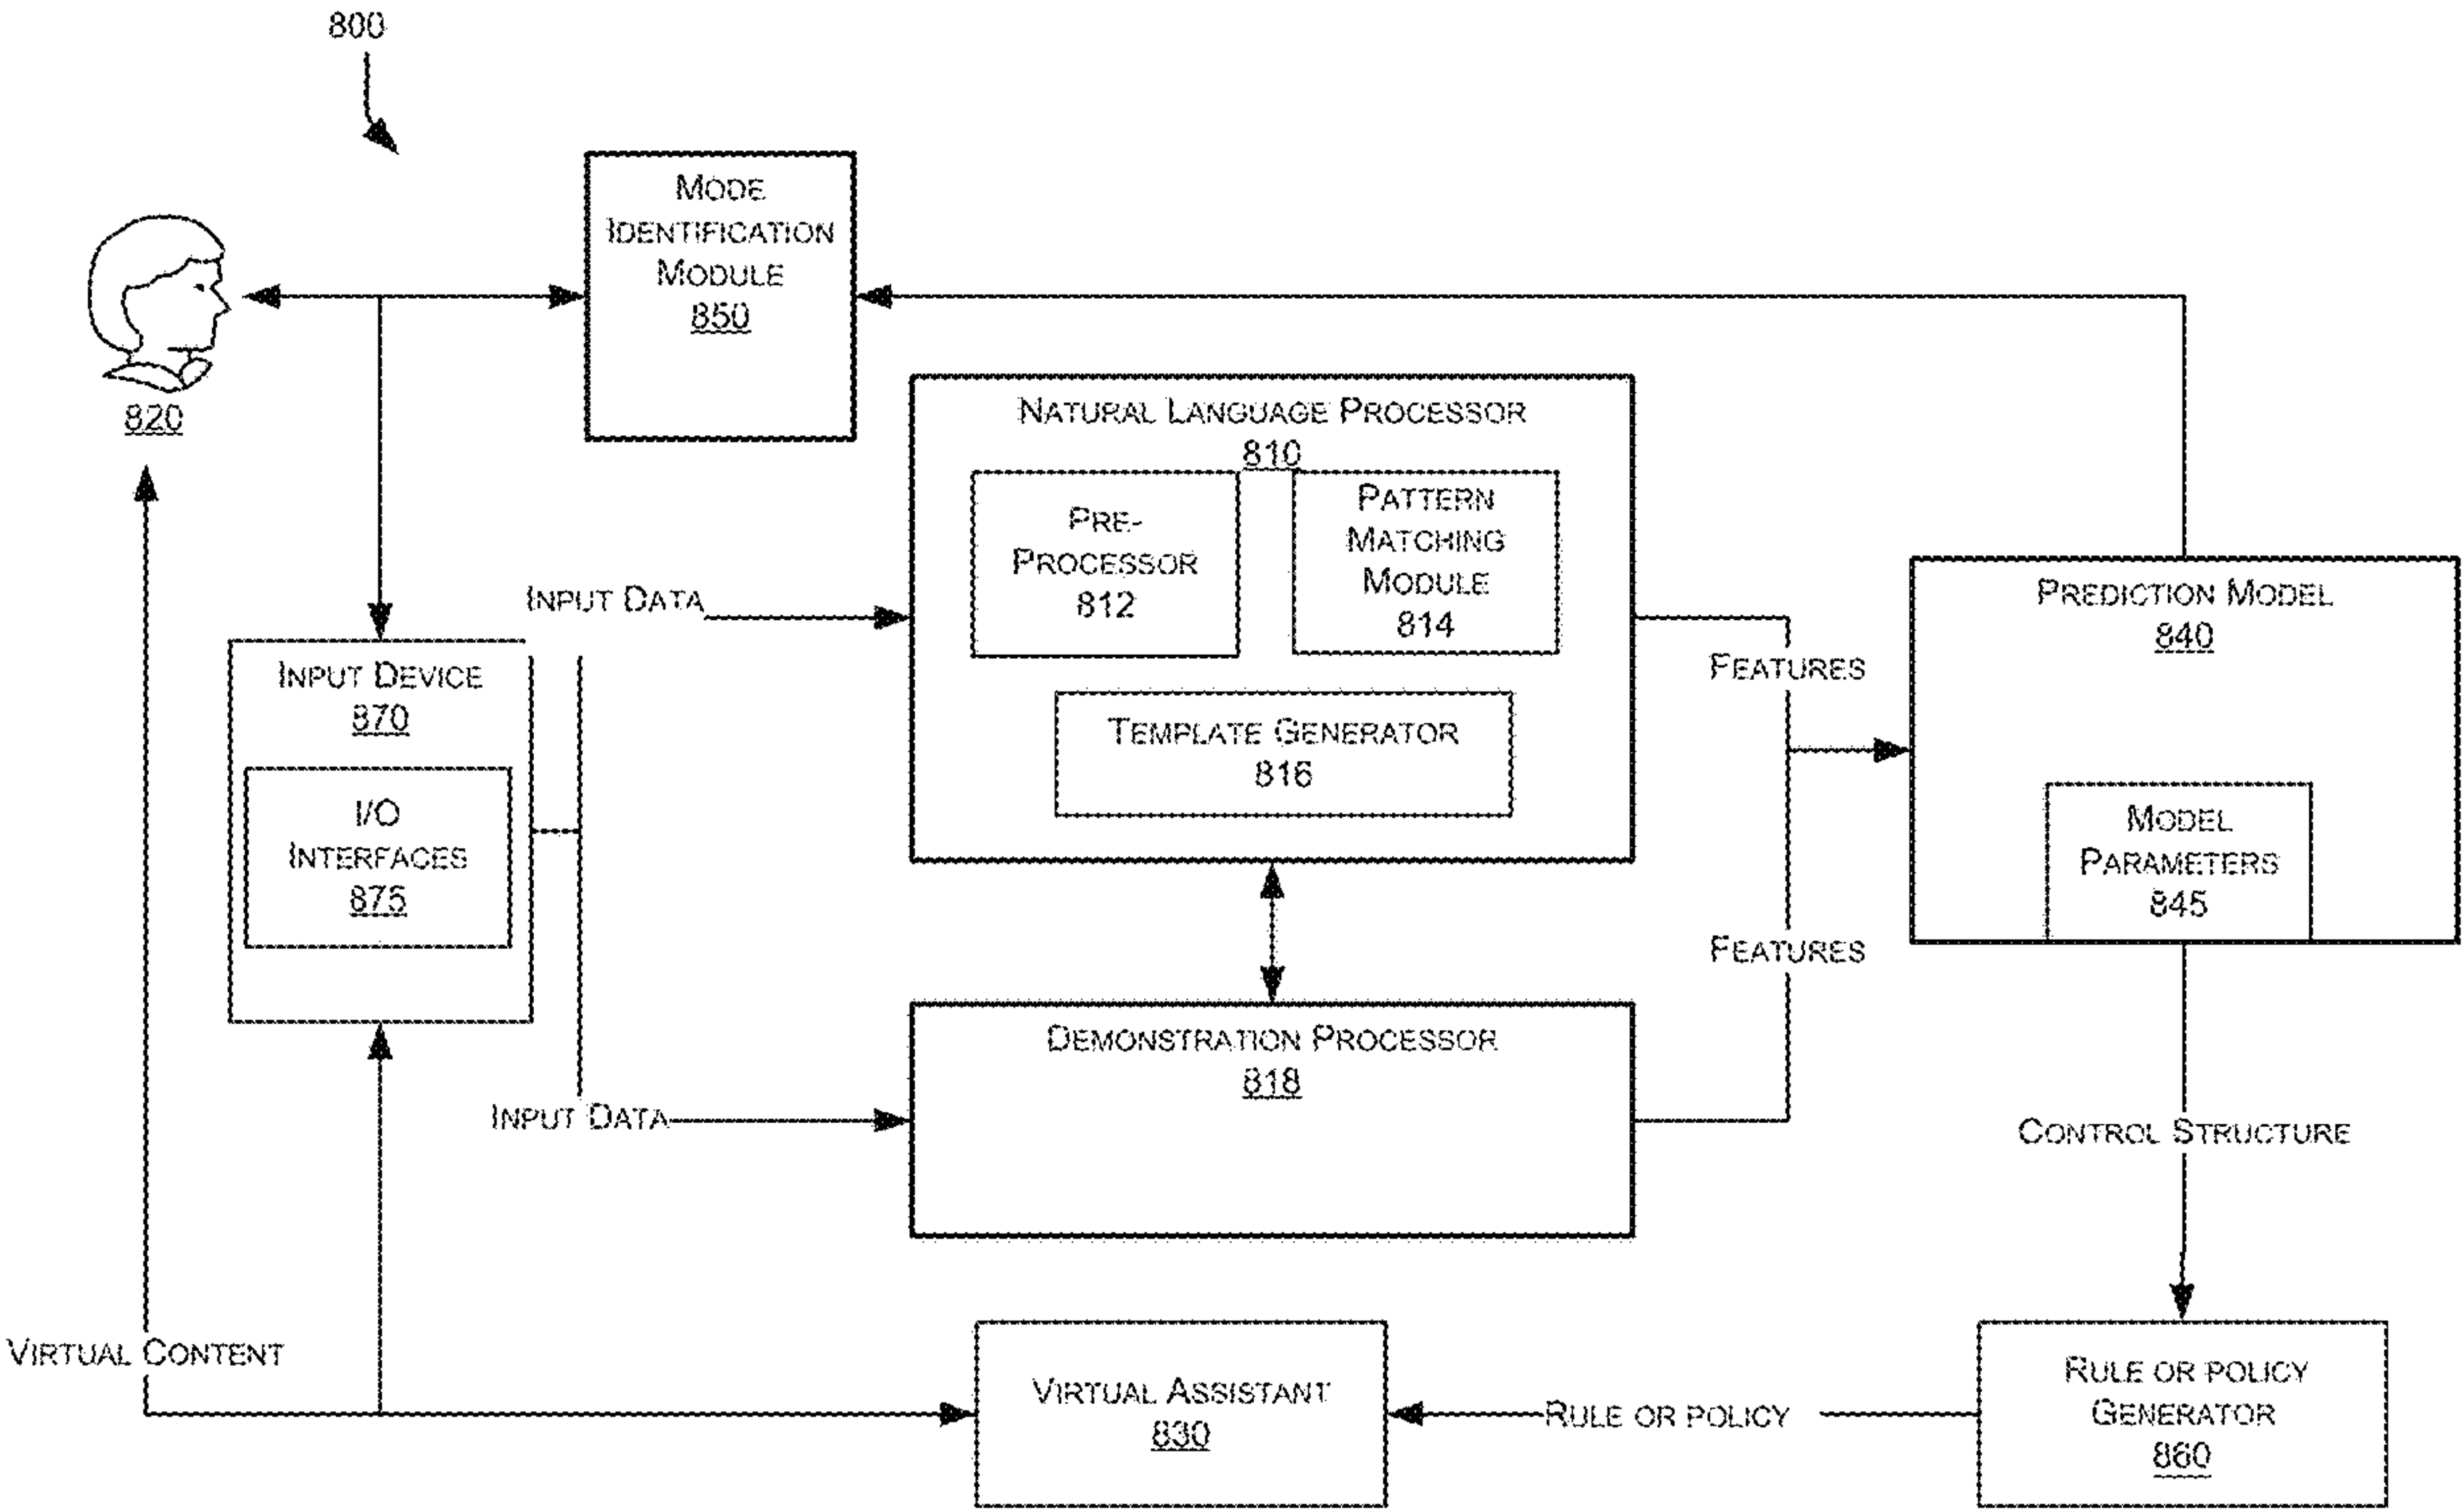 800
MODE
IDENTIFICATION
MODULE
850
820
NATURAL LANGUAGE PROCESSOR
810
PRE-
PROCESSOR
812
PATTERN
MATCHING
MODULE
814
TEMPLATE GENERATOR
816
INPUT DATA
INPUT DEVICE
870
I/O
INTERFACES
875
FEATURES
PREDICTION MODEL
840
MODEL
PARAMETERS
845
FEATURES
DEMONSTRATION PROCESSOR
818
INPUT DATA
CONTROL STRUCTURE
VIRTUAL CONTENT
VIRTUAL ASSISTANT
830
RULE OR POLICY
RULE OR POLICY
GENERATOR
860